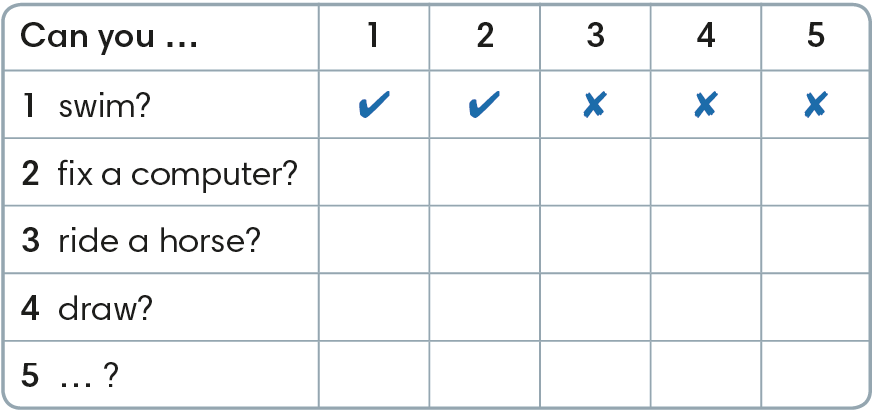 Can you ... 1 2 3 4 5
1 swim? ✔ ✔ ✘ ✘ ✘
2 fix a computer?
3 ride a horse?
4 draw?
5 ... ?